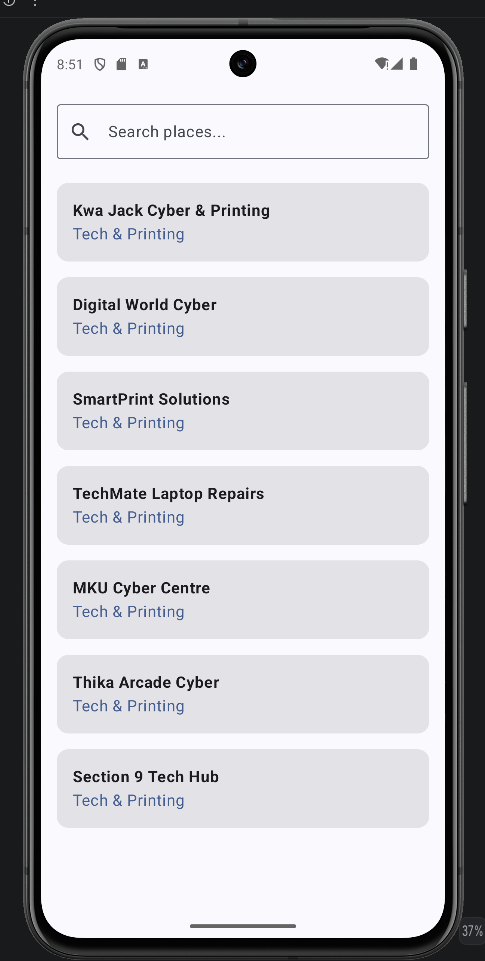 8:51
A
Search places...
Kwa Jack Cyber & Printing
Tech & Printing
Digital World Cyber
Tech & Printing
SmartPrint Solutions
Tech & Printing
TechMate Laptop Repairs
Tech & Printing
MKU Cyber Centre
Tech & Printing
Thika Arcade Cyber
Tech & Printing
Section 9 Tech Hub
Tech & Printing
37%